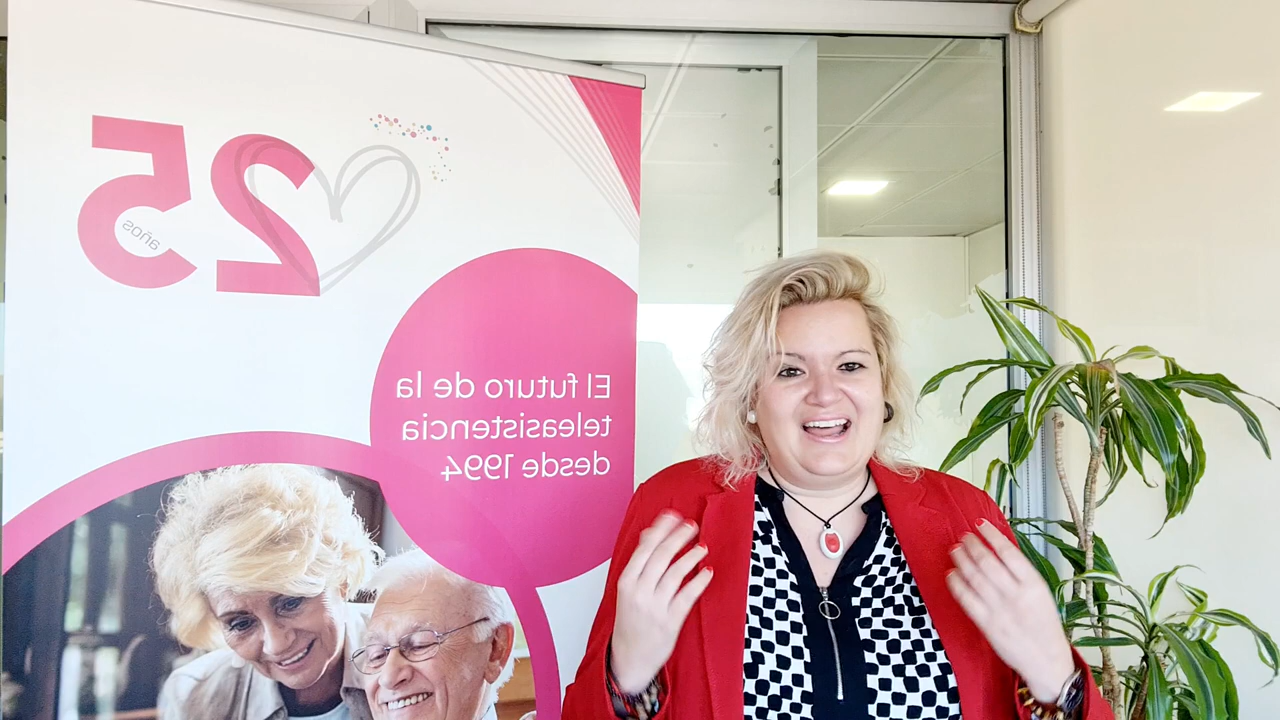 25
años
El futuro de la
teleasistencia
desde 1994